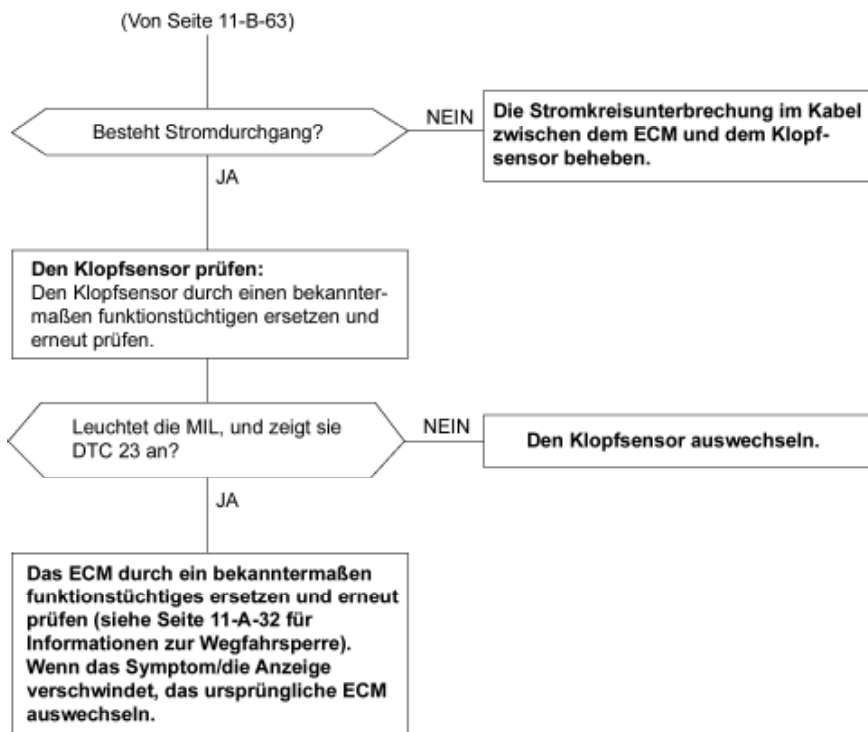 (Von Seite 11-B-63)
Besteht Stromdurchgang?
NEIN
Die Stromkreisunterbrechung im Kabel
zwischen dem ECM und dem Klopf-
sensor beheben.
JA
Den Klopfsensor prüfen:
Den Klopfsensor durch einen bekannter-
maßen funktionstüchtigen ersetzen und
erneut prüfen.
Leuchtet die MIL, und zeigt sie
DTC 23 an?
NEIN
Den Klopfsensor auswechseln.
JA
Das ECM durch ein bekanntermaßen
funktionstüchtiges ersetzen und erneut
prüfen (siehe Seite 11-A-32 für
Informationen zur Wegfahrsperre).
Wenn das Symptom/die Anzeige
verschwindet, das ursprüngliche ECM
auswechseln.